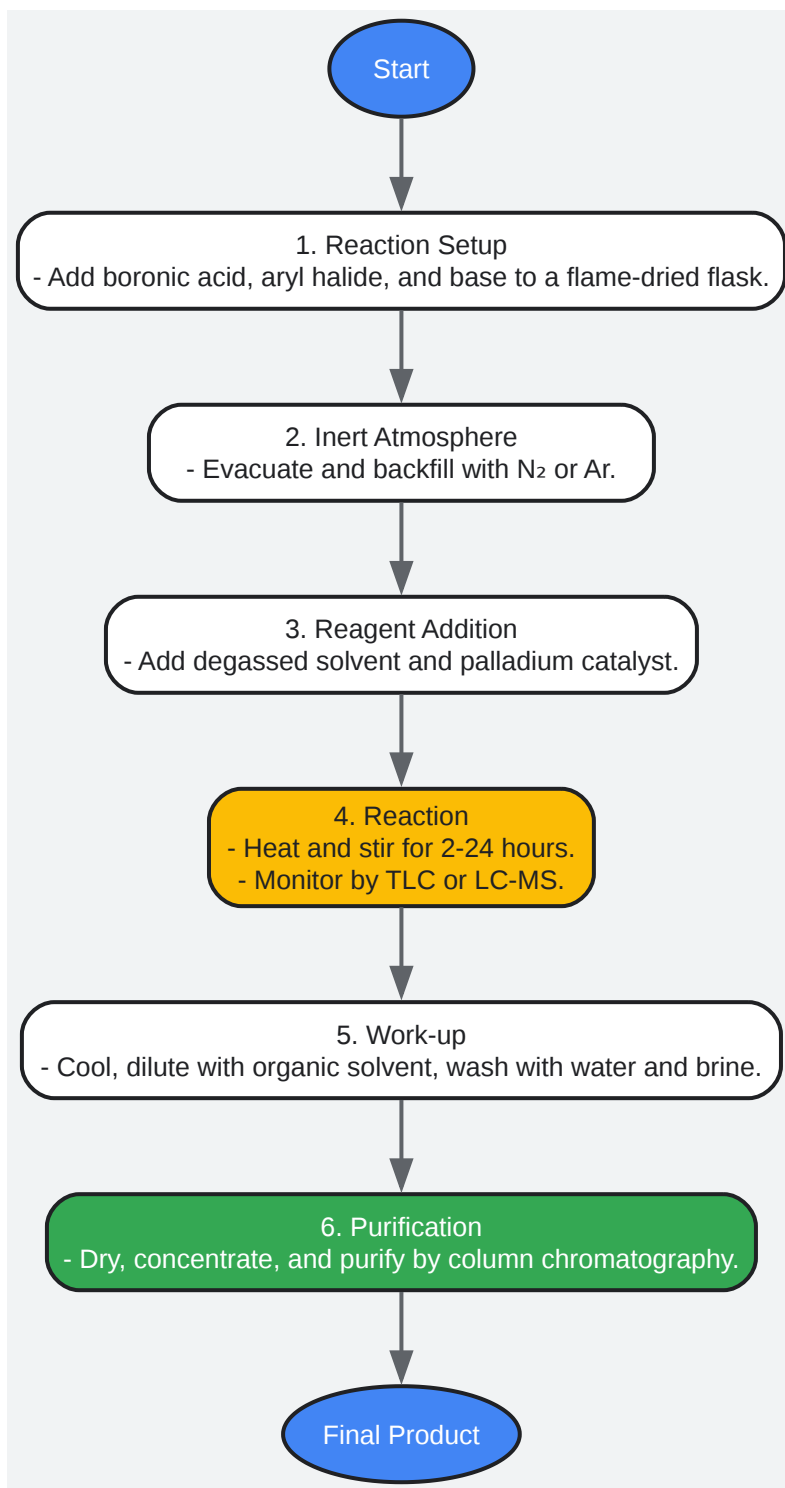 Start
1. Reaction Setup
- Add boronic acid, aryl halide, and base to a flame-dried flask.
2. Inert Atmosphere
- Evacuate and backfill with N₂ or Ar.
3. Reagent Addition
- Add degassed solvent and palladium catalyst.
4. Reaction
- Heat and stir for 2-24 hours.
- Monitor by TLC or LC-MS.
5. Work-up
- Cool, dilute with organic solvent, wash with water and brine.
6. Purification
- Dry, concentrate, and purify by column chromatography.
Final Product